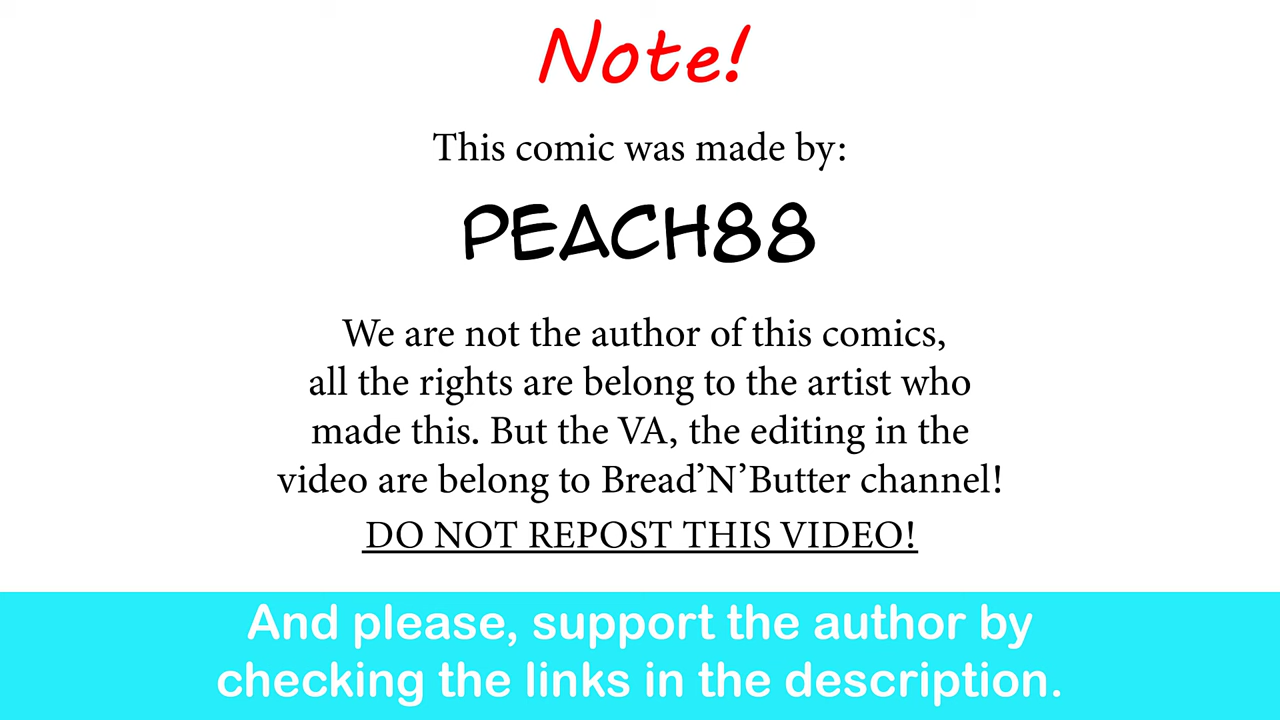 Note!
This comic was made by:
PEACH88
We are not the author of this comics,
all the rights are belong to the artist who
made this. But the VA, the editing in the
video are belong to Bread’N’Butter channel!
DO NOT REPOST THIS VIDEO!
And please, support the author by
checking the links in the description.